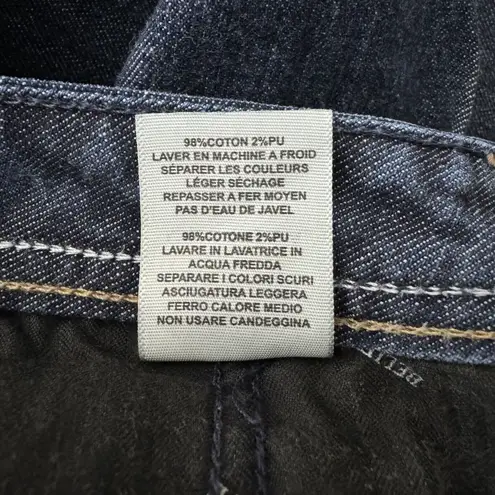 98%COTON 2%PU
LAVER EN MACHINE A FROID
SÉPARER LES COULEURS
LÉGER SÉCHAGE
REPASSER A FER MOYEN
PAS D'EAU DE JAVEL
98%COTONE 2%PU
LAVARE IN LAVATRICE IN
ACQUA FREDDA
SEPARARE I COLORI SCURI
ASCIUGATURA LEGGERA
FERRO CALORE MEDIO
NON USARE CANDEGGINA